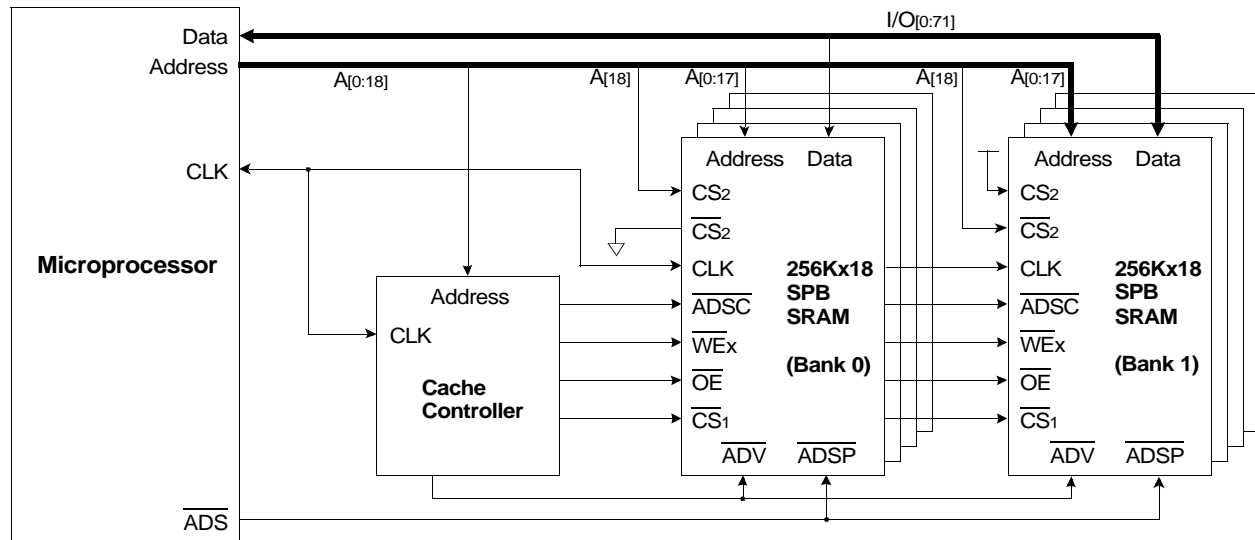 I/O[0:71]
Data
Address
A[0:18]
A[18]
A[0:17]
A[18]
A[0:17]
CLK
Microprocessor
ADS
Address
CLK
Cache
Controller
Address Data
CS2
CS2
CLK
ADSC
WEx
OE
CS1
256Kx18
SPB
SRAM
(Bank 0)
ADV ADSP
Address Data
CS2
CS2
CLK
ADSC
WEx
OE
CS1
256Kx18
SPB
SRAM
(Bank 1)
ADV ADSP